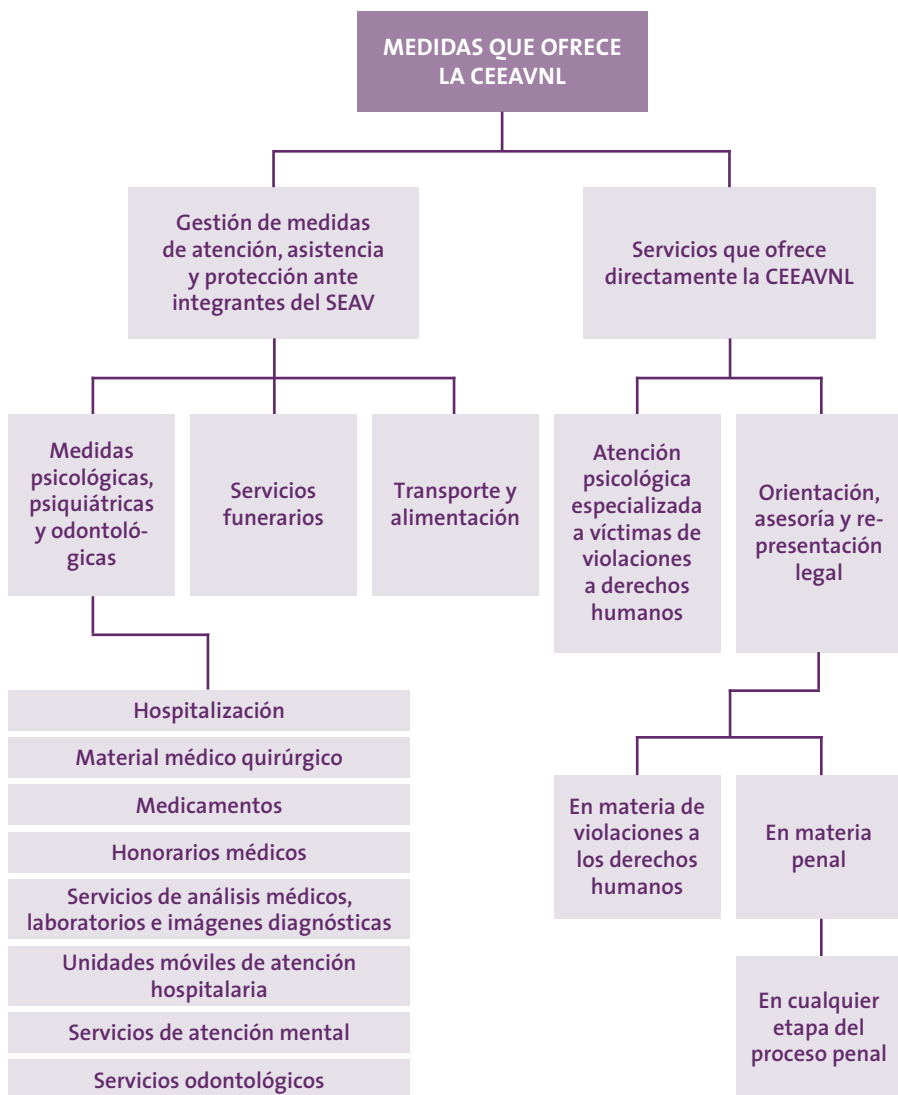 MEDIDAS QUE OFRECE
LA CEEAVNL
Gestión de medidas
de atención, asistencia
y protección ante
integrantes del SEAV
Servicios que ofrece
directamente la CEEAVNL
Medidas
psicológicas,
psiquiátricas
y odontoló-
gicas
Servicios
funerarios
Transporte y
alimentación
Atención
psicológica
especializada
a víctimas de
violaciones
a derechos
humanos
Orientación,
asesoría y re-
presentación
legal
Hospitalización
Material médico quirúrgico
Medicamentos
Honorarios médicos
Servicios de análisis médicos,
laboratorios e imágenes diagnósticas
Unidades móviles de atención
hospitalaria
Servicios de atención mental
Servicios odontológicos
En materia de
violaciones a
los derechos
humanos
En materia
penal
En cualquier
etapa del
proceso penal